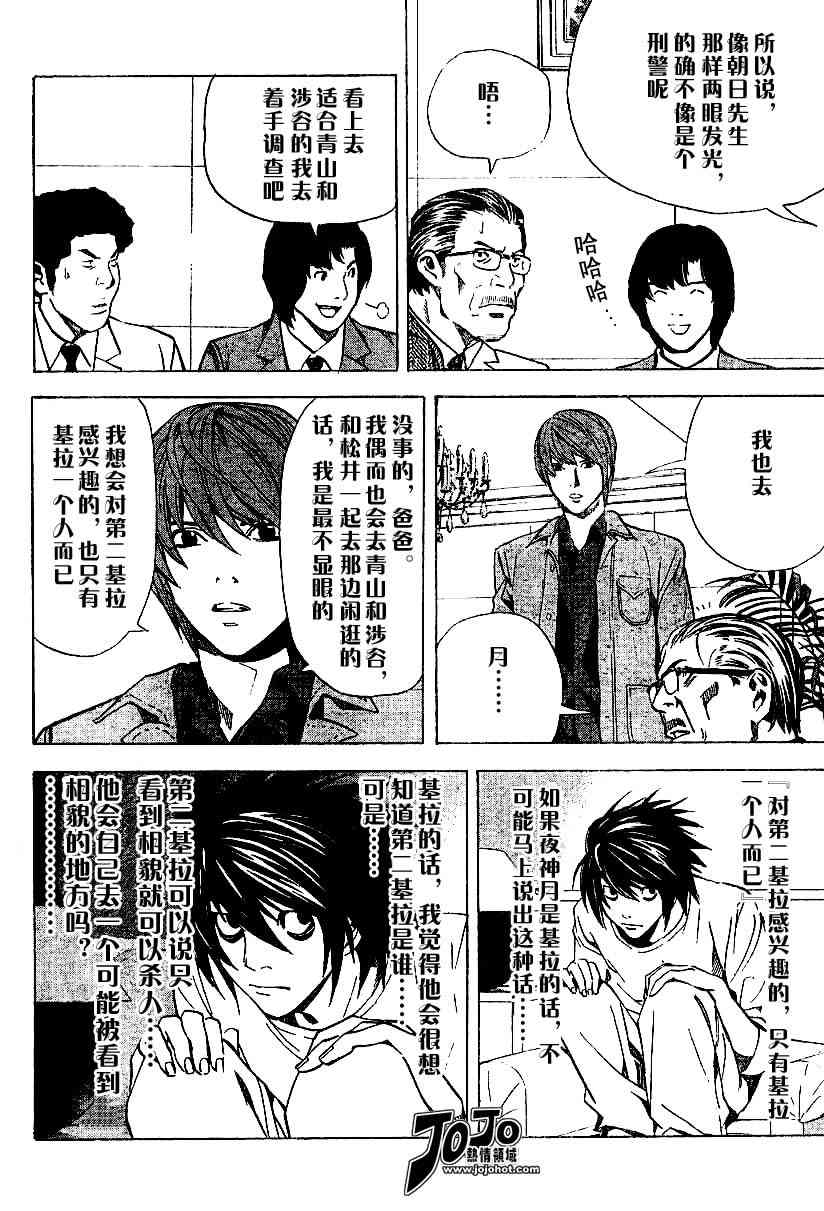 所以说，
像朝日先生
那样两眼发光，
的确不像是个
刑警呢
唔
…
哈哈哈…
看上去
适合青山和
涉谷的我去
着手调查吧
我也去
月
……
没事的，爸爸。
我偶而也会去青山和涉谷，
和松井一起去那边闲逛的
话，我是最不显眼的
我想会对第二基拉
感兴趣的，也只有
基拉一个人而已
『对第二基拉感兴趣的，只有基拉
一个人而已』
如果夜神月是基拉的话，不
可能马上说出这种话……
基拉的话，我觉得他会很想
知道第二基拉是谁……
可是……
第二基拉可以说只
看到相貌就可以杀人……
他会自己去一个可能被看到
相貌的地方吗？
…………
JOJO
熱情領域
www.jojohot.com